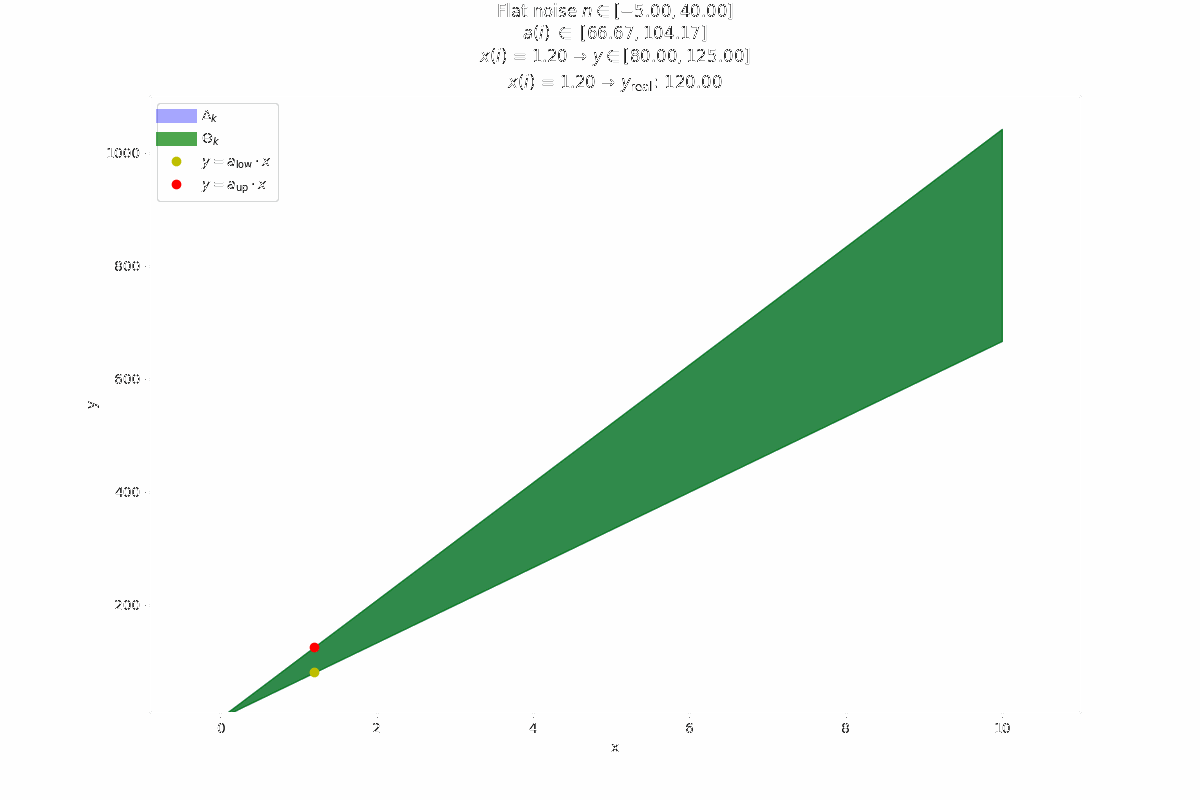 Flat noise n ∈ [−5.00, 40.00]
a(i) ∈ [66.67, 104.17]
x(i) = 1.20 → y ∈ [80.00, 125.00]
x(i) = 1.20 → y_real: 120.00
Δ_k
Θ_k
y = a_low · x
y = a_up · x
1000
800
600
400
200
y
0 2 4 6 8 10
x